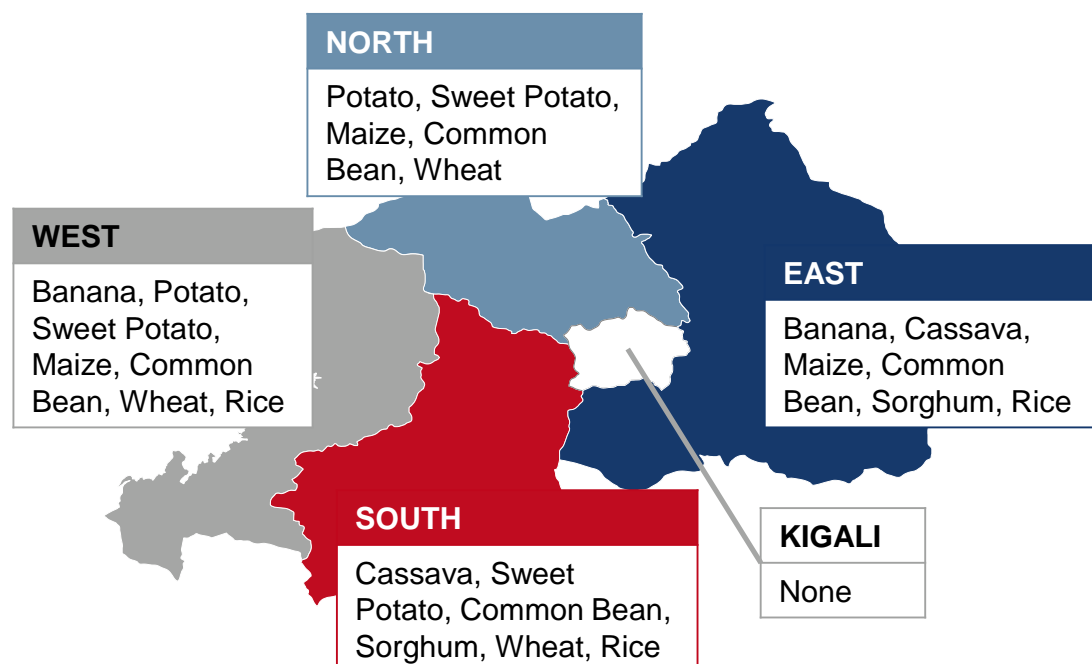 NORTH
Potato, Sweet Potato,
Maize, Common
Bean, Wheat
WEST
Banana, Potato,
Sweet Potato,
Maize, Common
Bean, Wheat, Rice
EAST
Banana, Cassava,
Maize, Common
Bean, Sorghum, Rice
SOUTH
Cassava, Sweet
Potato, Common Bean,
Sorghum, Wheat, Rice
KIGALI
None